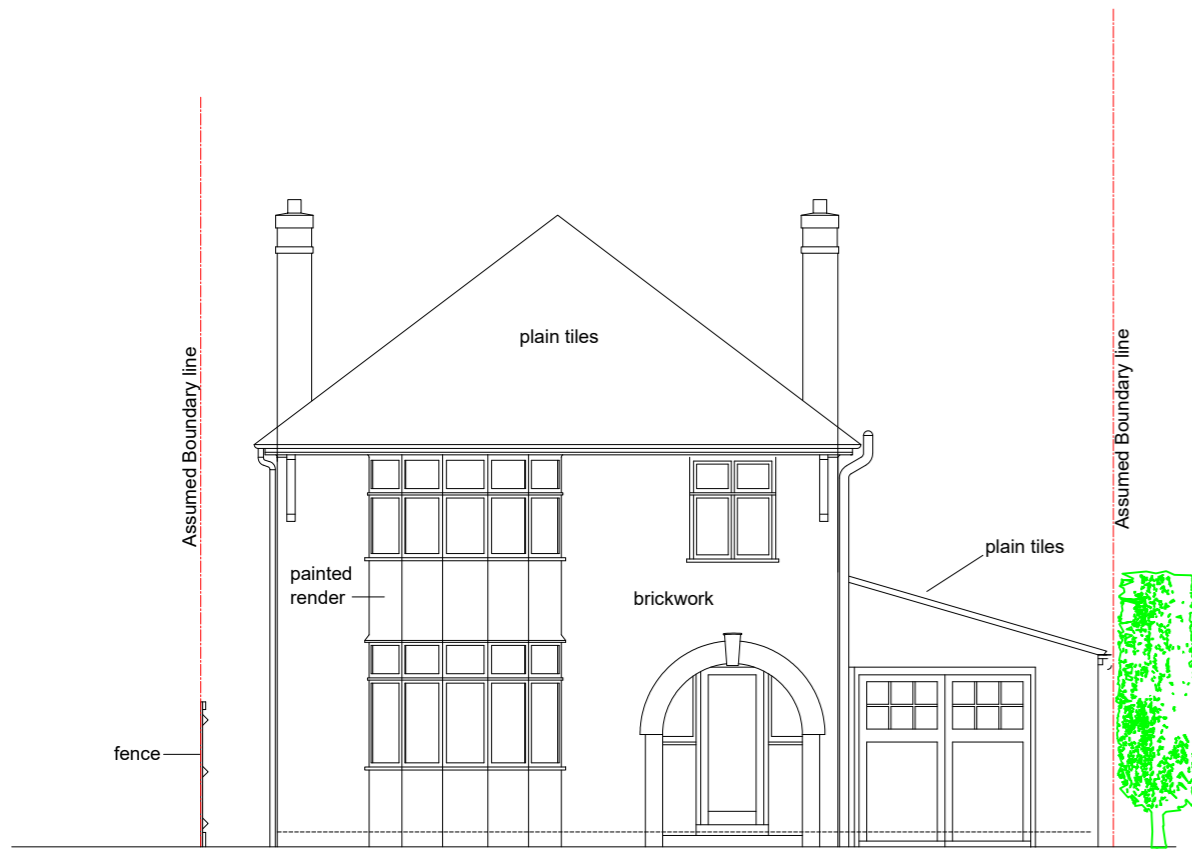 Assumed Boundary line
plain tiles
Assumed Boundary line
plain tiles
painted
render
brickwork
fence